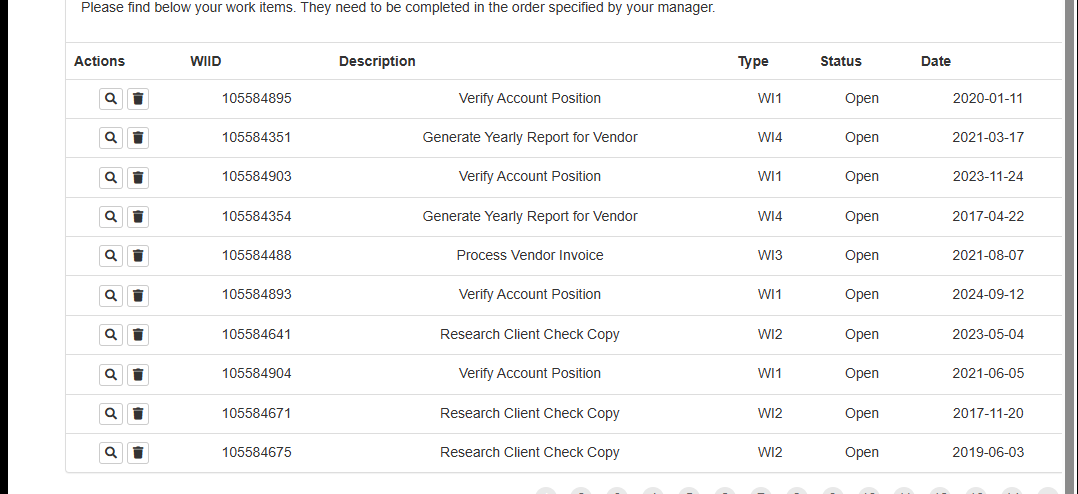 Please find below your work items. They need to be completed in the order specified by your manager.
Actions WIID Description Type Status Date
105584895 Verify Account Position WI1 Open 2020-01-11
105584351 Generate Yearly Report for Vendor WI4 Open 2021-03-17
105584903 Verify Account Position WI1 Open 2023-11-24
105584354 Generate Yearly Report for Vendor WI4 Open 2017-04-22
105584488 Process Vendor Invoice WI3 Open 2021-08-07
105584893 Verify Account Position WI1 Open 2024-09-12
105584641 Research Client Check Copy WI2 Open 2023-05-04
105584904 Verify Account Position WI1 Open 2021-06-05
105584671 Research Client Check Copy WI2 Open 2017-11-20
105584675 Research Client Check Copy WI2 Open 2019-06-03